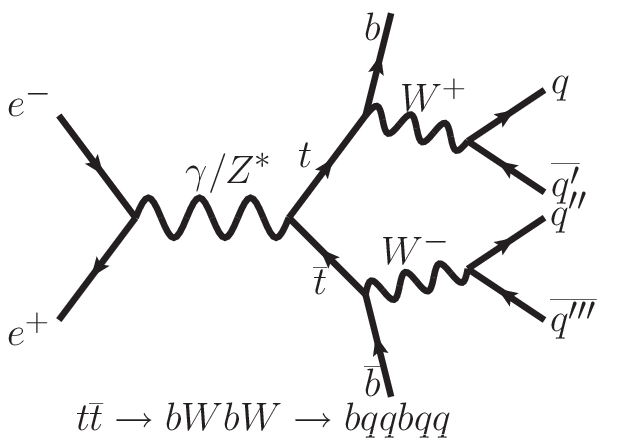 b
e⁻
W⁺
q
t
γ/Z*
q̅'̅
q''
W⁻
t̅
e⁺
q̅'̅'̅'̅
b̅
tt̅ → bWbW → bqqbqq